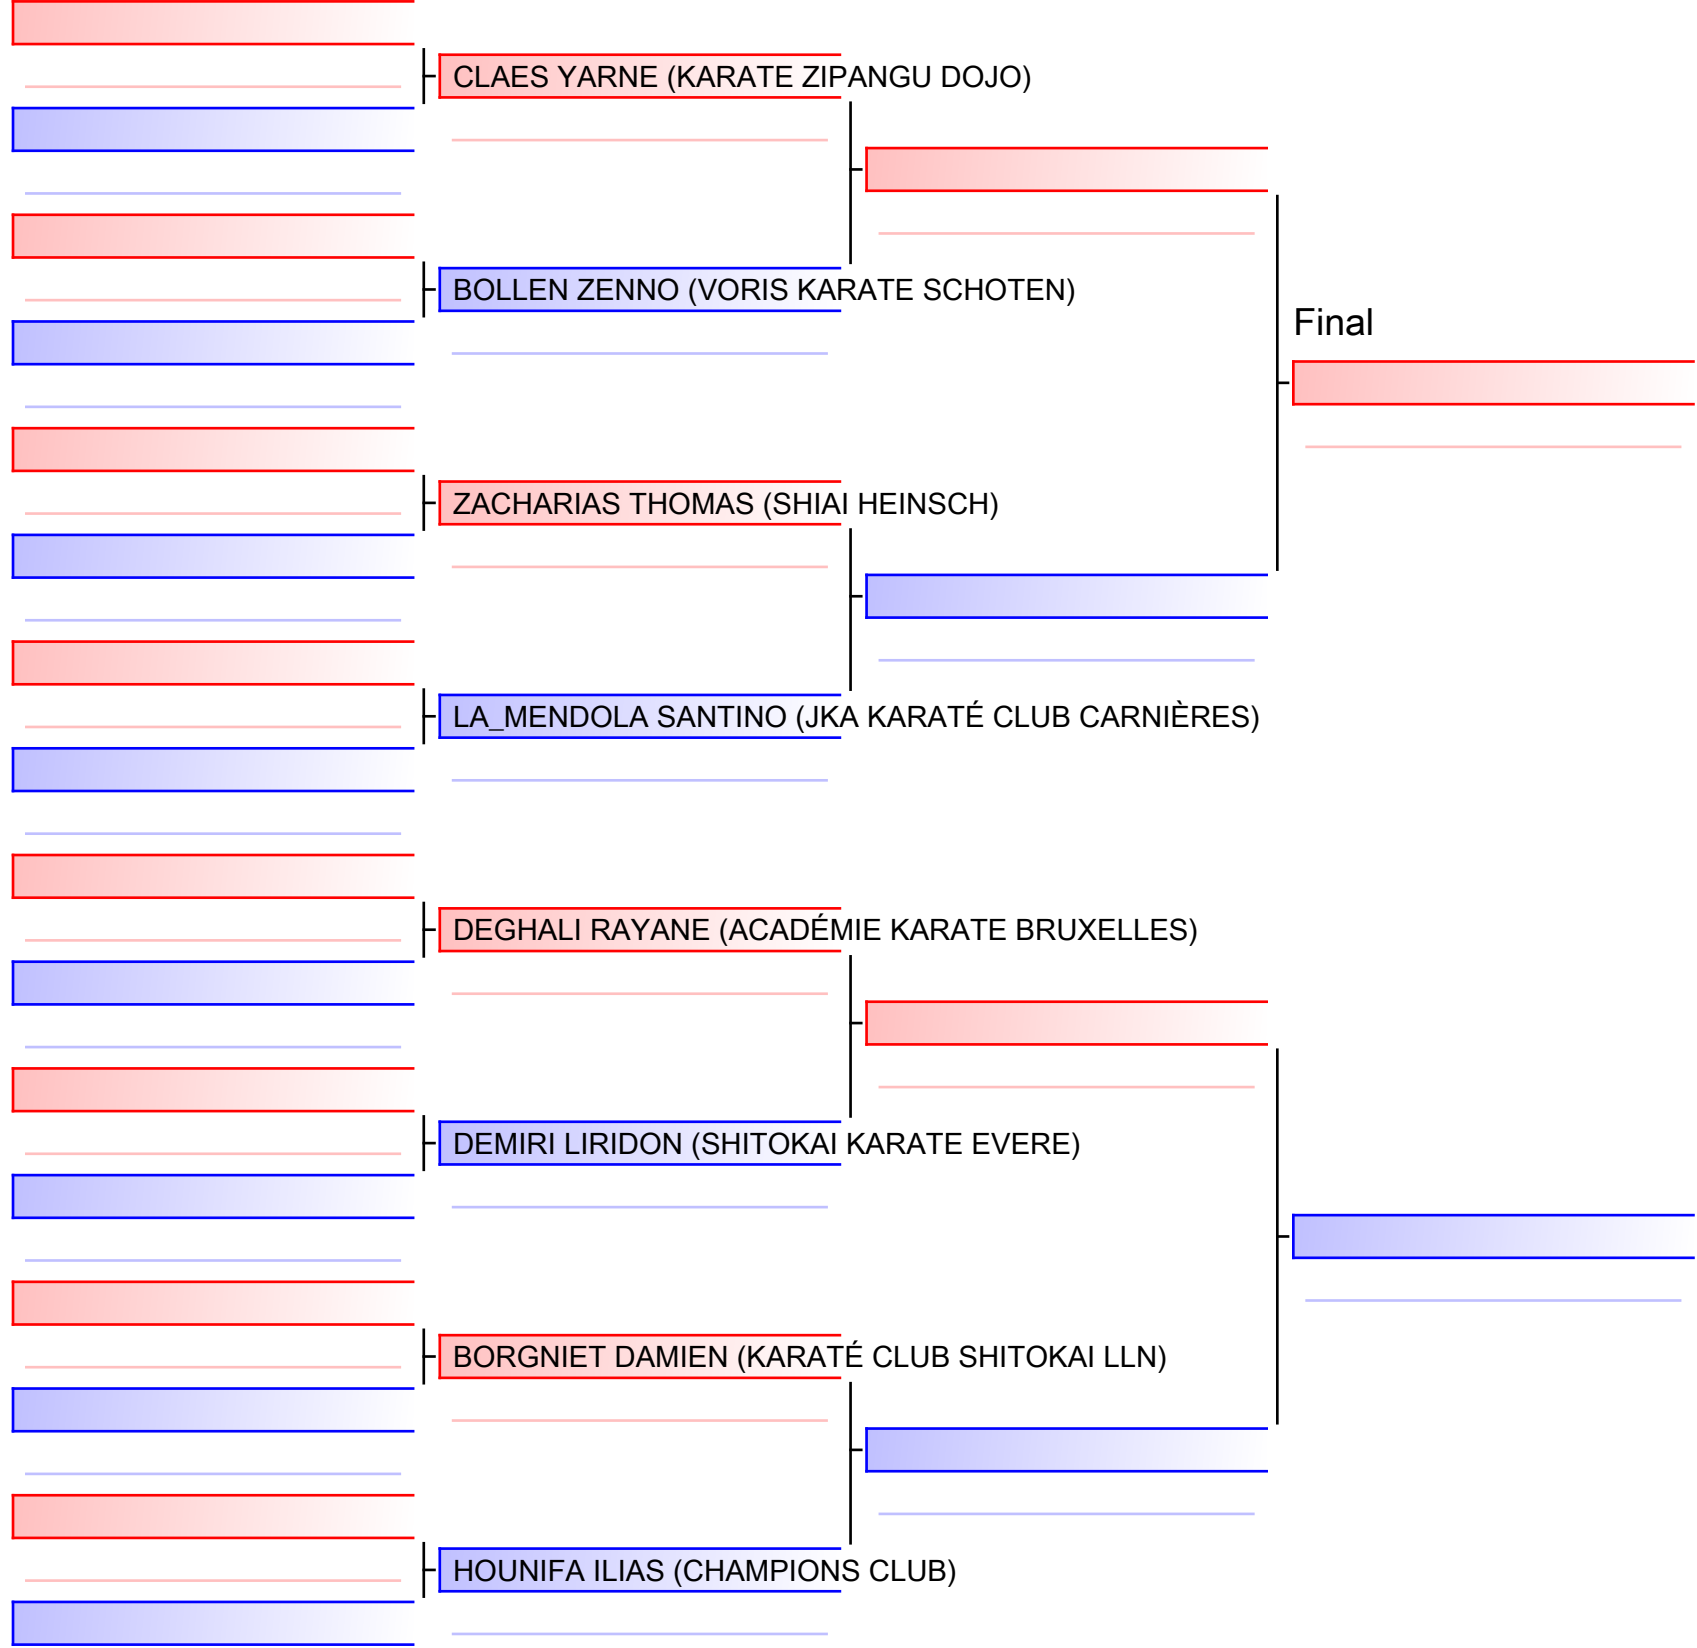 CLAES YARNE (KARATE ZIPANGU DOJO)
BOLLEN ZENNO (VORIS KARATE SCHOTEN)
Final
ZACHARIAS THOMAS (SHIAI HEINSCH)
LA_MENDOLA SANTINO (JKA KARATÉ CLUB CARNIÈRES)
DEGHALI RAYANE (ACADÉMIE KARATE BRUXELLES)
DEMIRI LIRIDON (SHITOKAI KARATE EVERE)
BORGNIET DAMIEN (KARATÉ CLUB SHITOKAI LLN)
HOUNIFA ILIAS (CHAMPIONS CLUB)